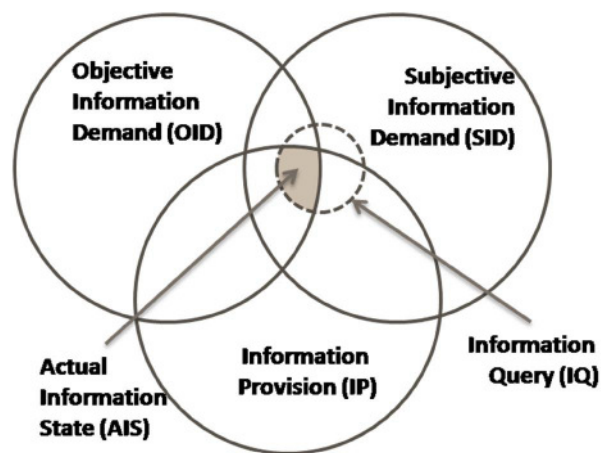 Objective
Information
Demand (OID)
Subjective
Information
Demand (SID)
Actual
Information
State (AIS)
Information
Provision (IP)
Information
Query (IQ)